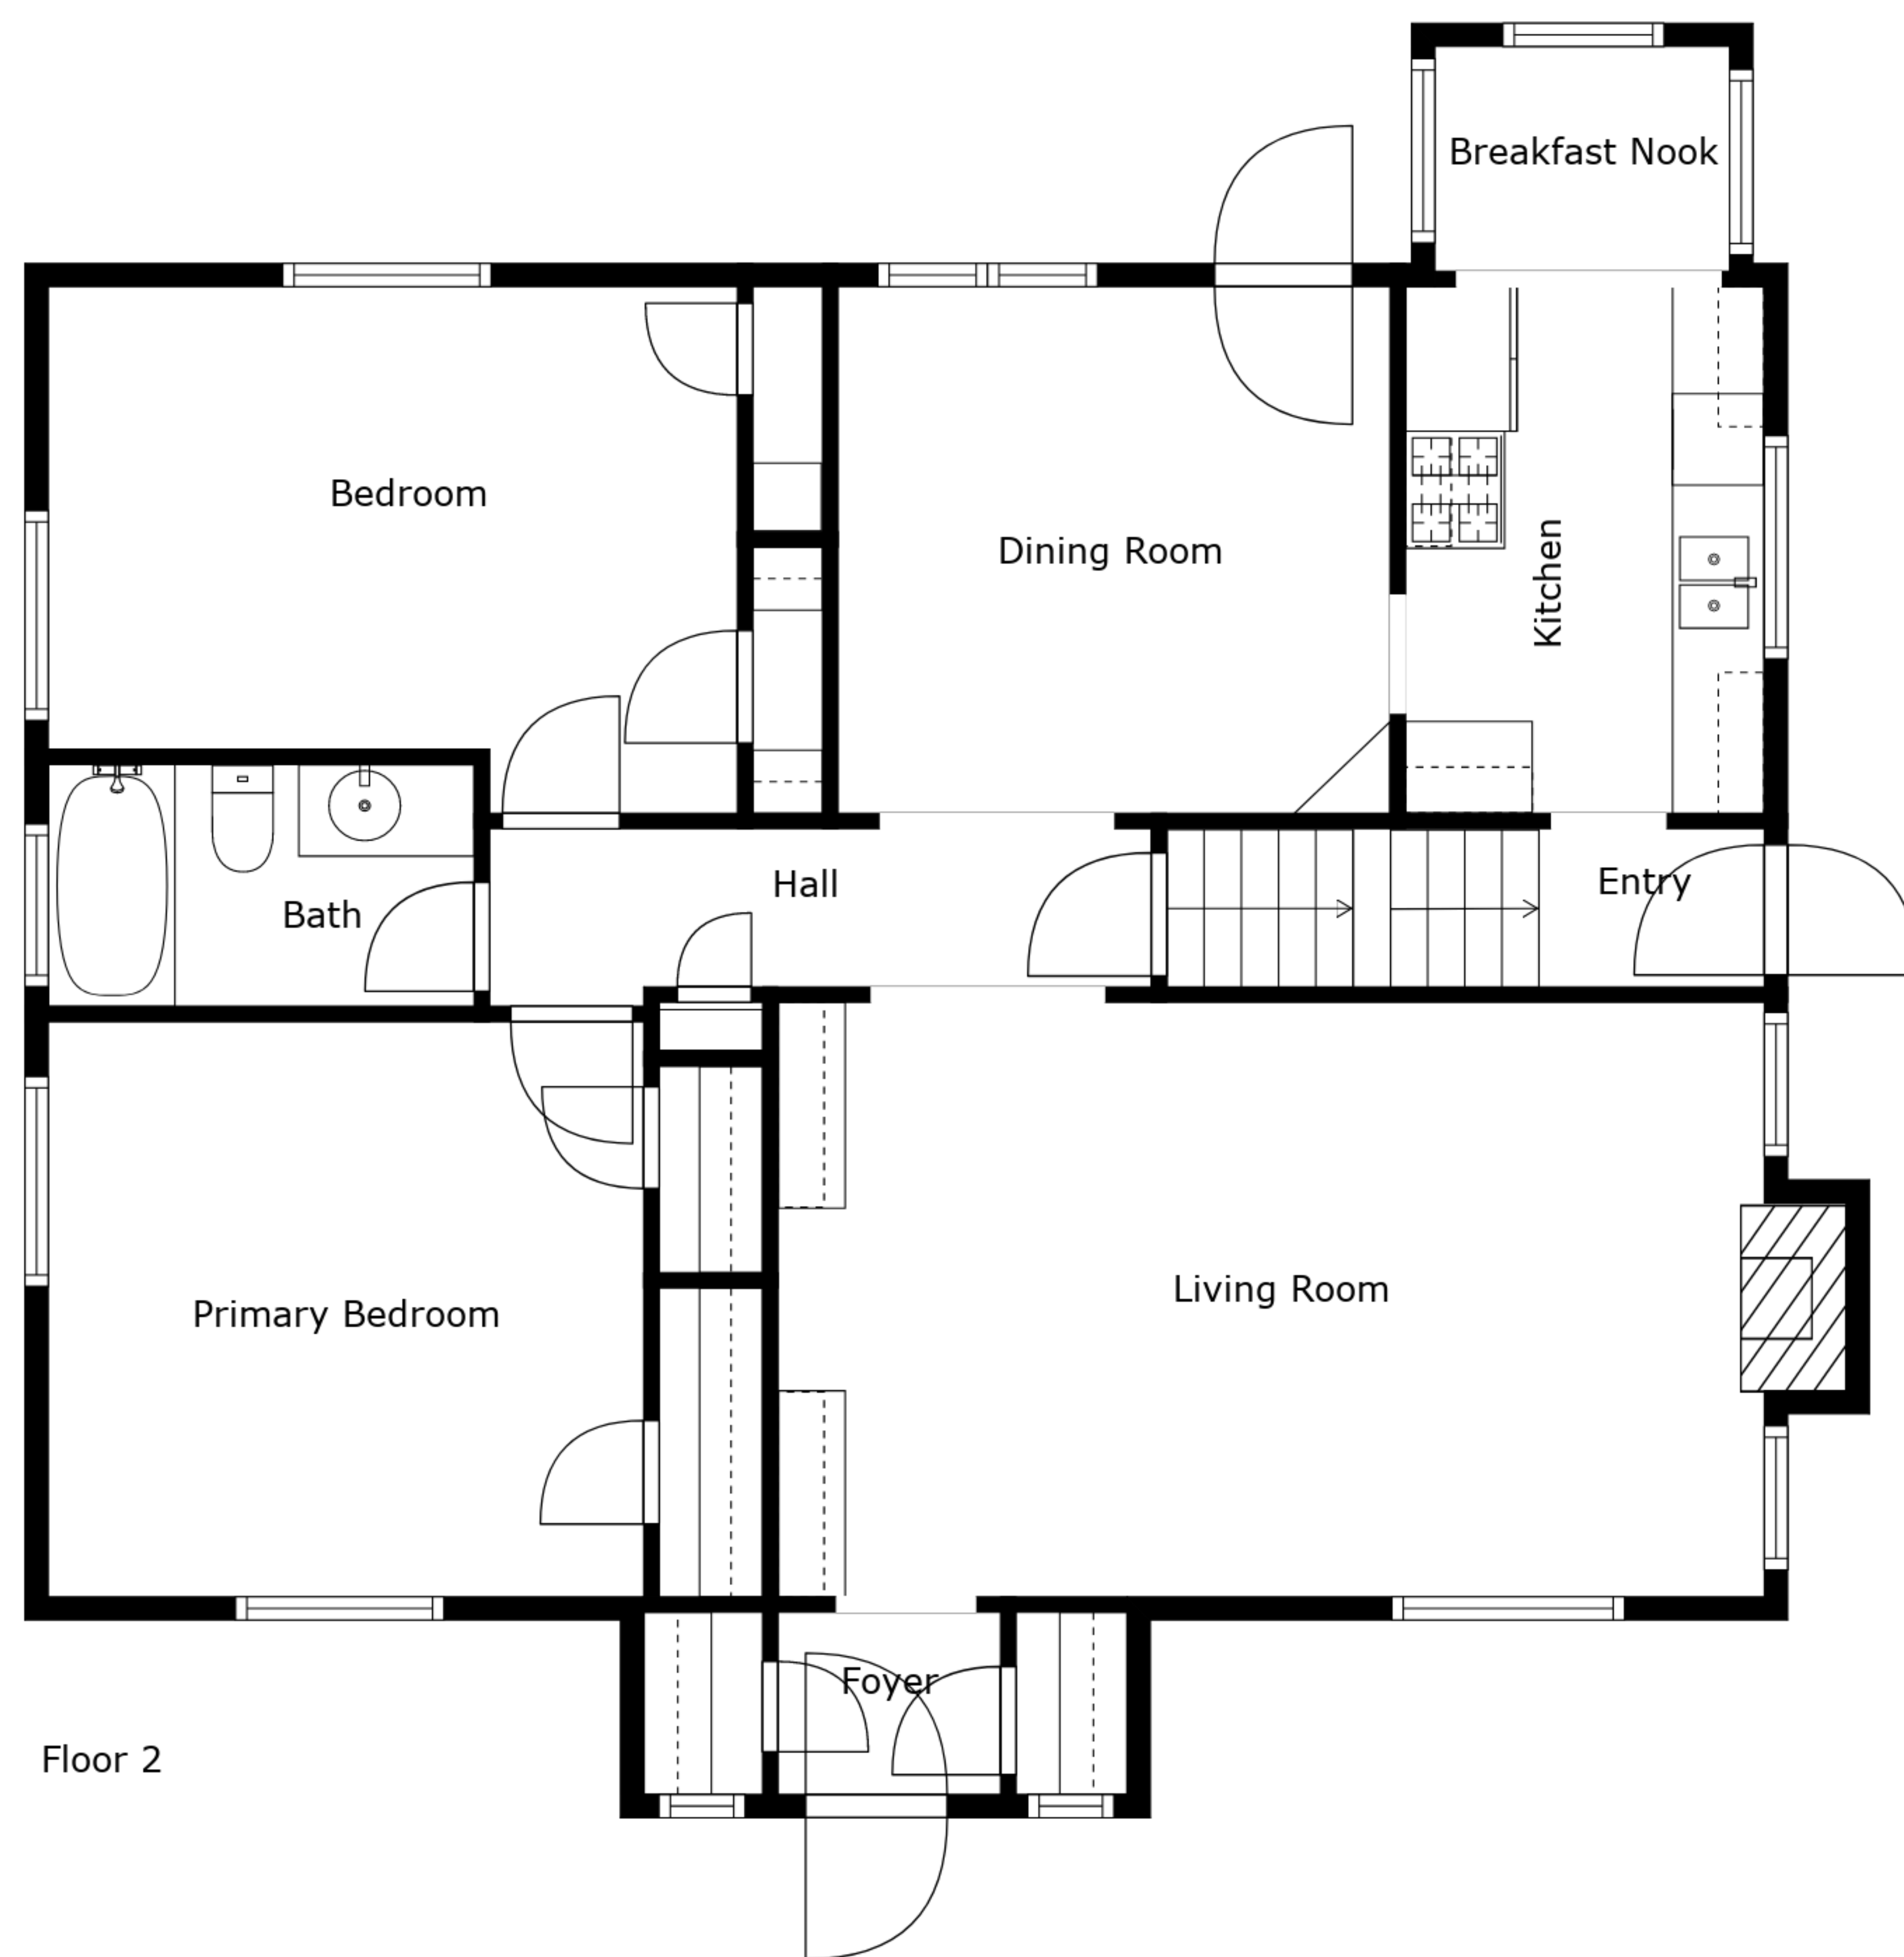 Breakfast Nook
Bedroom
Dining Room
Kitchen
Hall
Entry
Bath
Living Room
Primary Bedroom
Foyer
Floor 2